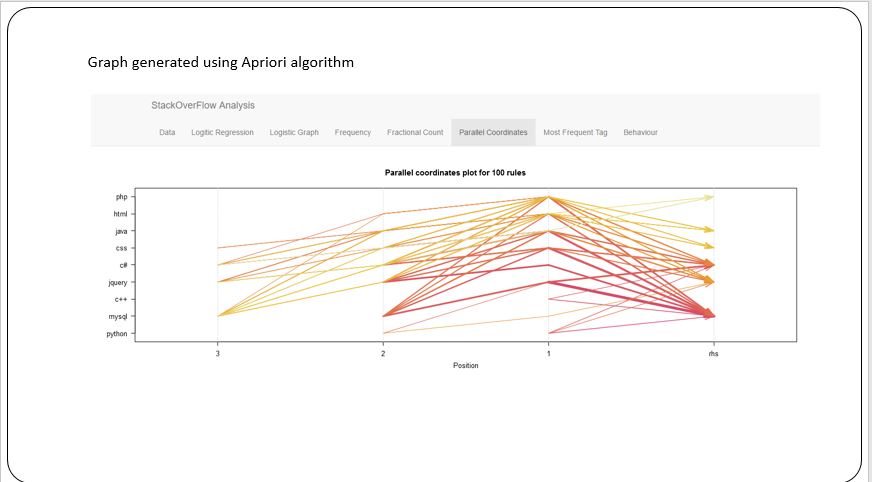 Graph generated using Apriori algorithm
StackOverFlow Analysis
Data Logitic Regression Logistic Graph Frequency Fractional Count Parallel Coordinates Most Frequent Tag Behaviour
Parallel coordinates plot for 100 rules
php
html
java
css
c#
jquery
c++
mysql
python
3 2 1 rhs
Position